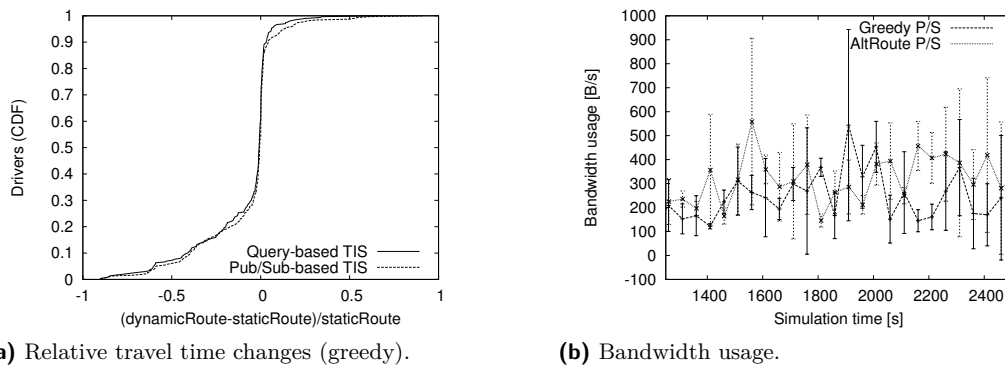 1
0.9
0.8
0.7
0.6
0.5
0.4
0.3
0.2
0.1
0
Drivers (CDF)
Query-based TIS
Pub/Sub-based TIS
-1 -0.5 0 0.5 1
(dynamicRoute-staticRoute)/staticRoute
a) Relative travel time changes (greedy).
1000
900
800
700
600
500
400
300
200
100
0
-100
Bandwidth usage [B/s]
Greedy P/S
AltRoute P/S
1400 1600 1800 2000 2200 2400
Simulation time [s]
(b) Bandwidth usage.